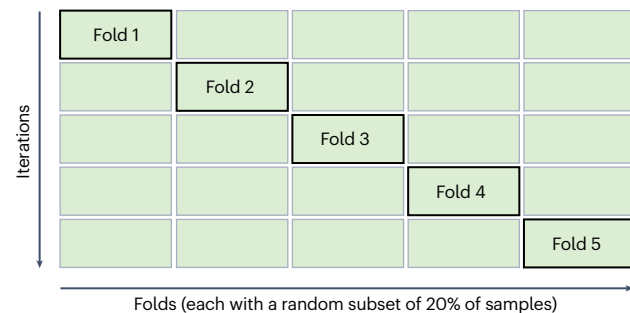 Fold 1
Fold 2
Fold 3
Fold 4
Fold 5
Iterations
Folds (each with a random subset of 20% of samples)